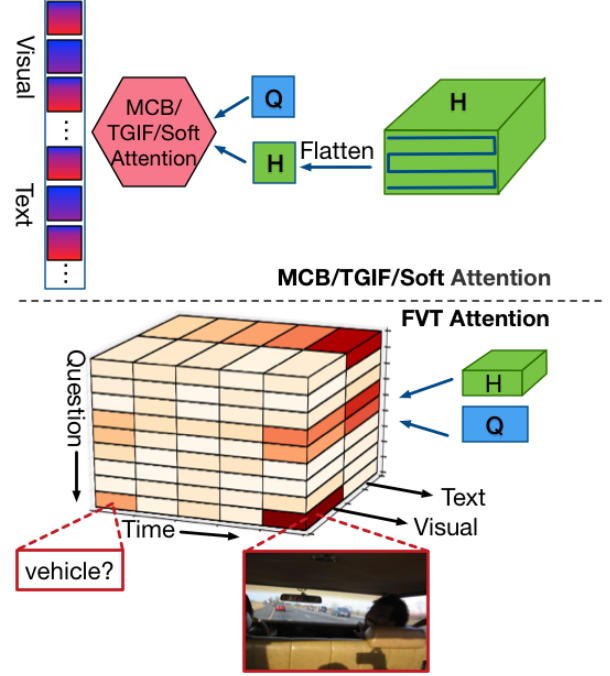 Visual
Text
MCB/
TGIF/Soft
Attention
Q
H
Flatten
H
MCB/TGIF/Soft Attention
FVT Attention
Question
Time
Text
Visual
H
Q
vehicle?